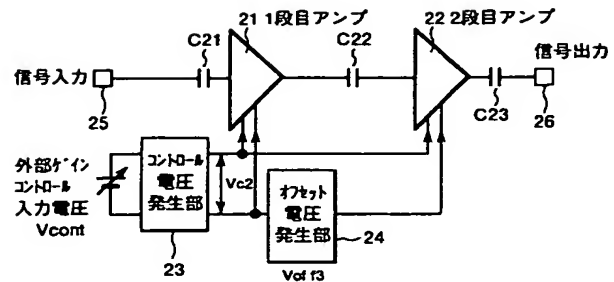 21 1段目アンプ
22 2段目アンプ
C21
C22
信号出力
信号入力
25
C23
26
外部ゲイン
コントロール
入力電圧
Vcont
コントロール
電圧
発生部
Vc2
オフセット
電圧
発生部
23
24
Voff3